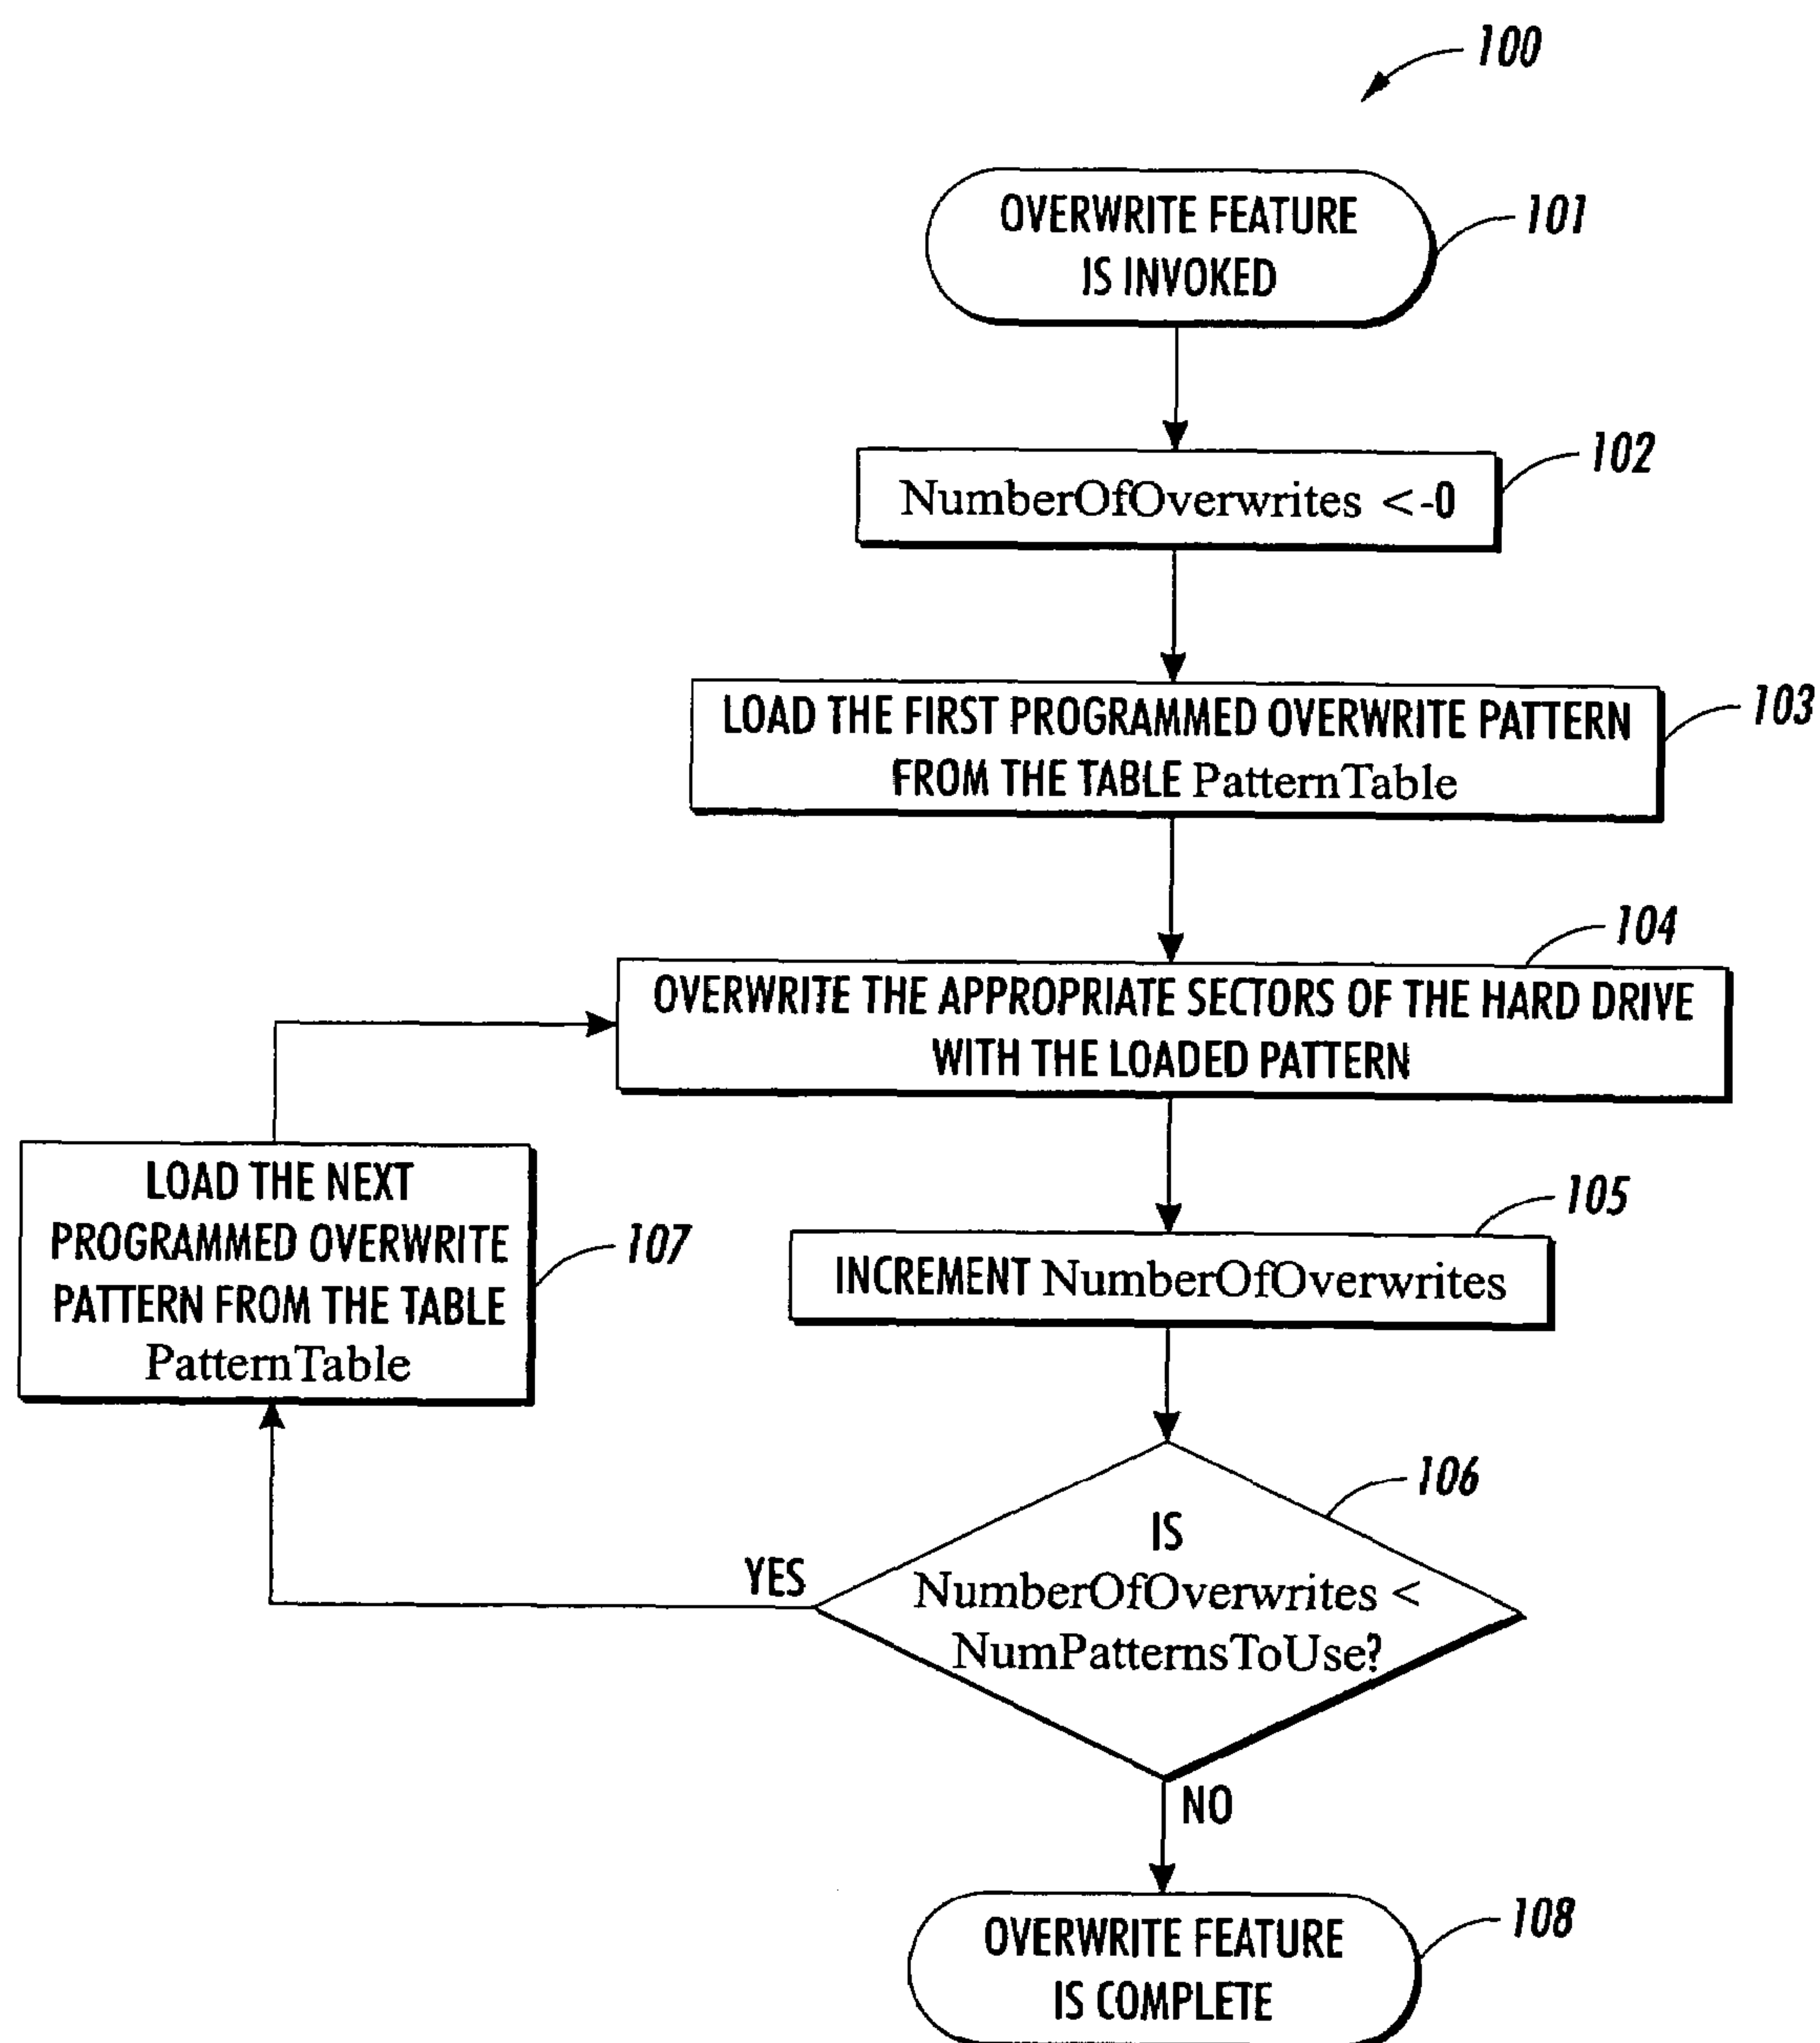 100
OVERWRITE FEATURE
IS INVOKED
101
NumberOfOverwrites <-0
102
LOAD THE FIRST PROGRAMMED OVERWRITE PATTERN
FROM THE TABLE PatternTable
103
104
OVERWRITE THE APPROPRIATE SECTORS OF THE HARD DRIVE
WITH THE LOADED PATTERN
LOAD THE NEXT
PROGRAMMED OVERWRITE
PATTERN FROM THE TABLE
PatternTable
107
105
INCREMENT NumberOfOverwrites
106
IS
NumberOfOverwrites <
NumPatternsToUse?
YES
NO
OVERWRITE FEATURE
IS COMPLETE
108